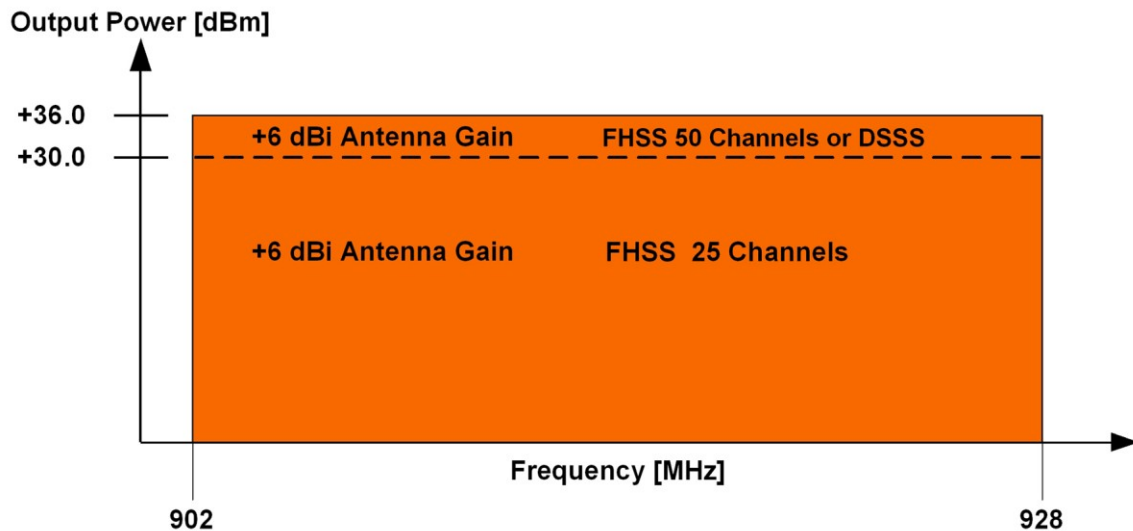 Output Power [dBm]
+36.0
+6 dBi Antenna Gain FHSS 50 Channels or DSSS
+30.0
+6 dBi Antenna Gain FHSS 25 Channels
Frequency [MHz]
902 928